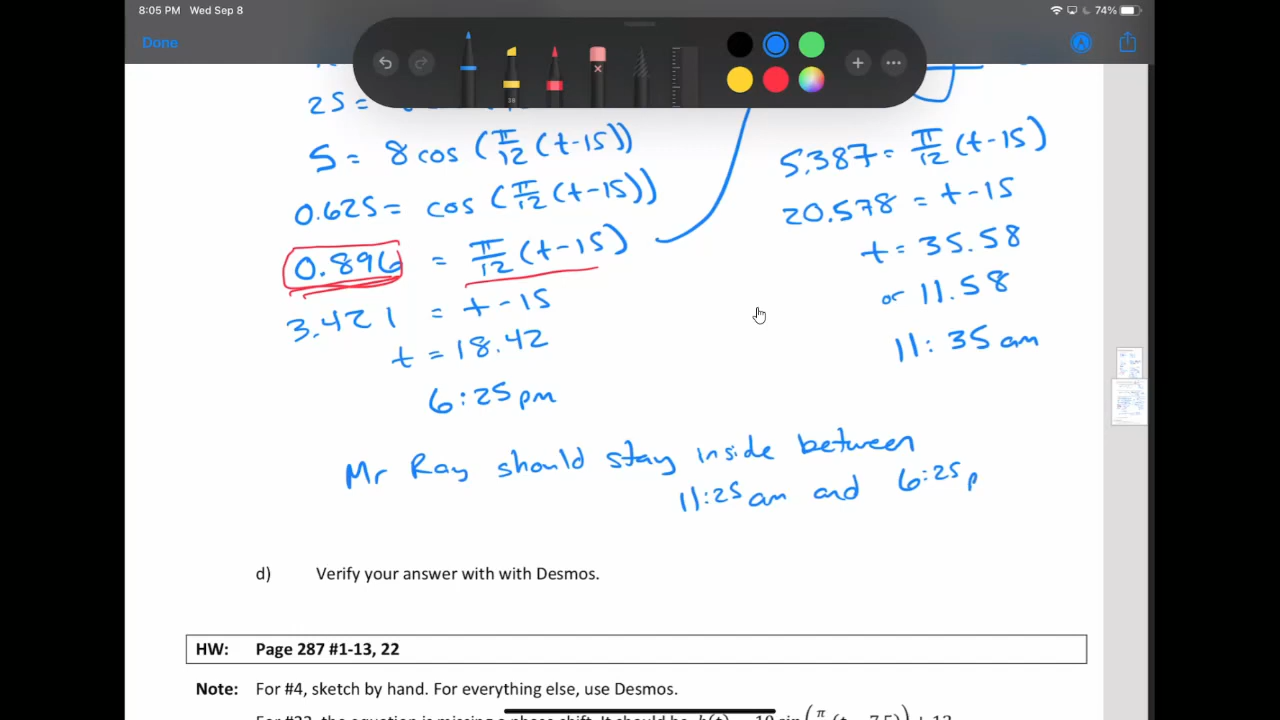 8:05 PM Wed Sep 8
74%
Done
25 =
5 = 8 cos (π/12 (t-15))
0.625 = cos (π/12 (t-15))
0.896 = π/12 (t-15)
3.421 = t-15
t = 18.42
6:25 pm
5.387 = π/12 (t-15)
20.578 = t-15
t = 35.58
or 11.58
11:35 am
Mr Ray should stay inside between
11:25 am and 6:25 p
d) Verify your answer with with Desmos.
HW: Page 287 #1-13, 22
Note: For #4, sketch by hand. For everything else, use Desmos.